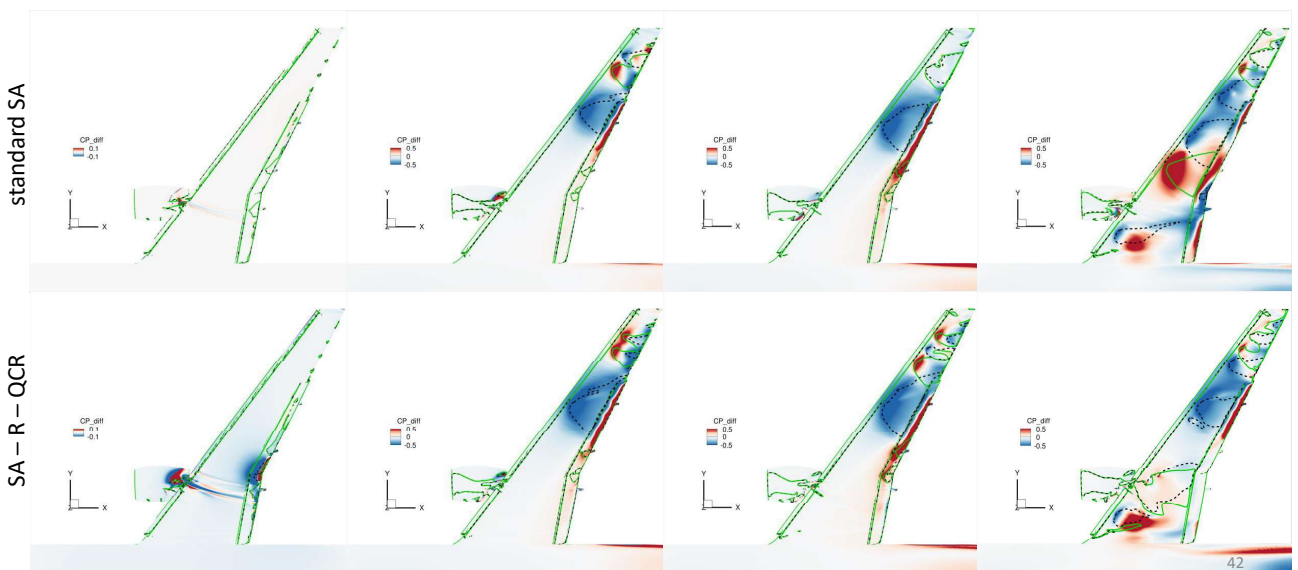 standard SA
CP_diff
0.1
-0.1
Y
Z
X
CP_diff
0.5
0
-0.5
Y
Z
X
CP_diff
0.5
0
-0.5
Y
Z
X
CP_diff
0.5
0
-0.5
Y
Z
X
SA – R – QCR
CP_diff
0.1
-0.1
Y
Z
X
CP_diff
0.5
0
-0.5
Y
Z
X
CP_diff
0.5
0
-0.5
Y
Z
X
CP_diff
0.5
0
-0.5
Y
Z
X
42